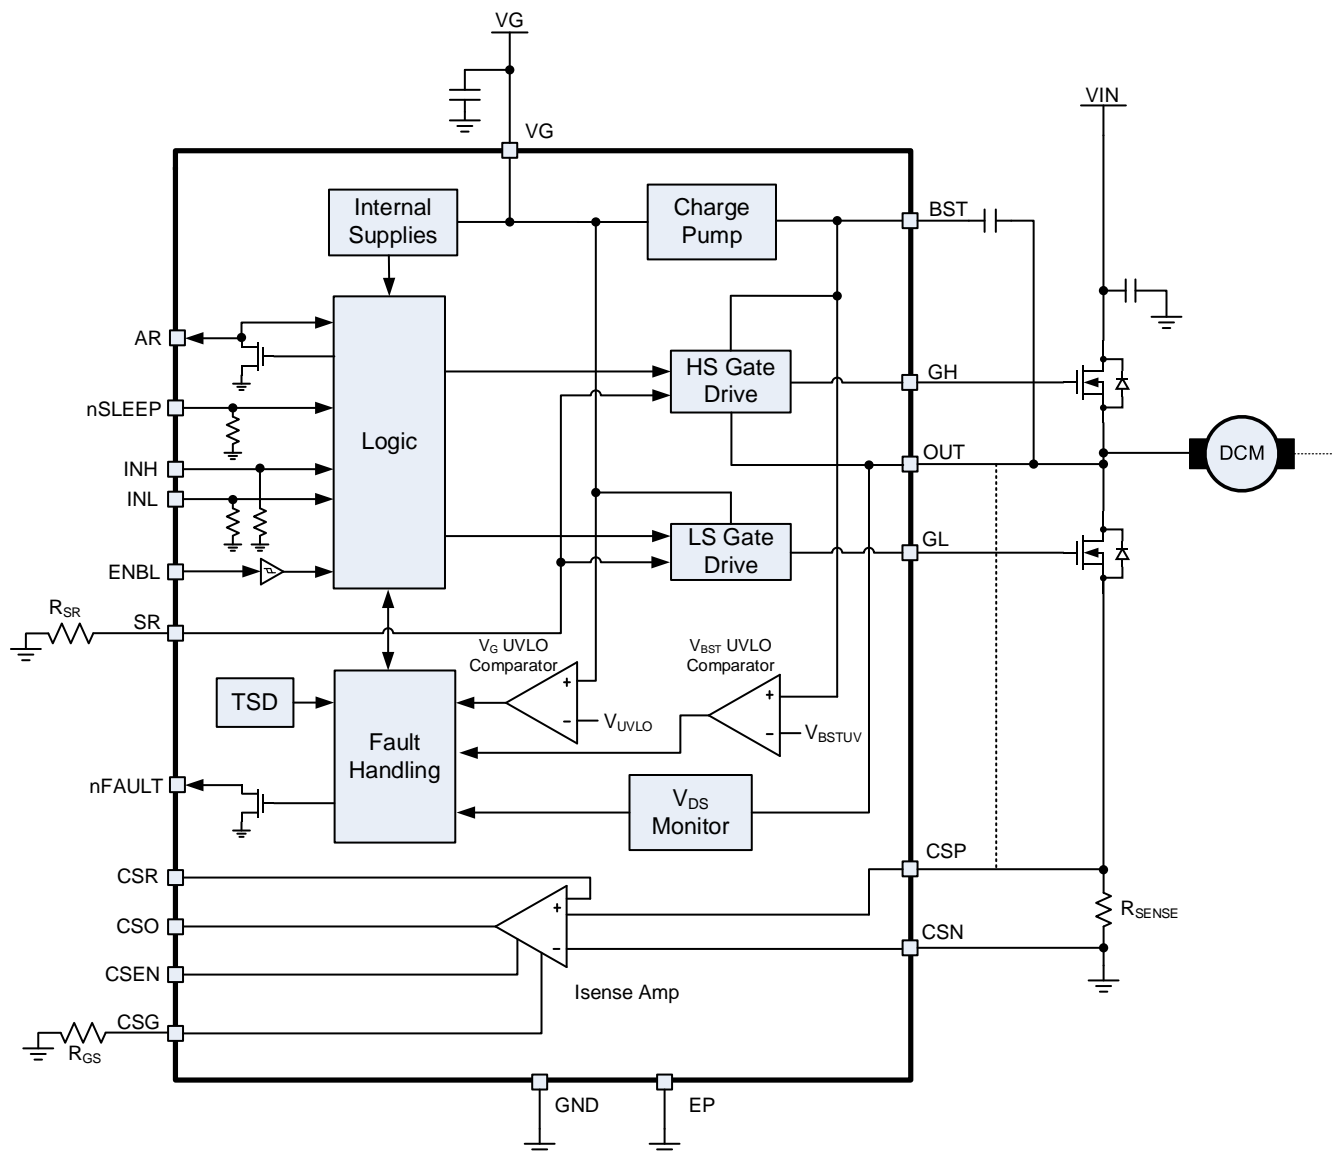 VG
VIN
VG
Internal
Supplies
Charge
Pump
BST
AR
nSLEEP
INH
INL
ENBL
Logic
HS Gate
Drive
GH
OUT
DCM
LS Gate
Drive
GL
RSR
SR
VG UVLO
Comparator
+
−
VUVLO
VBST UVLO
Comparator
+
−
VBSTUV
TSD
Fault
Handling
nFAULT
VDS
Monitor
CSP
CSR
CSO
CSEN
CSG
RGS
+
−
Isense Amp
CSN
RSENSE
GND
EP